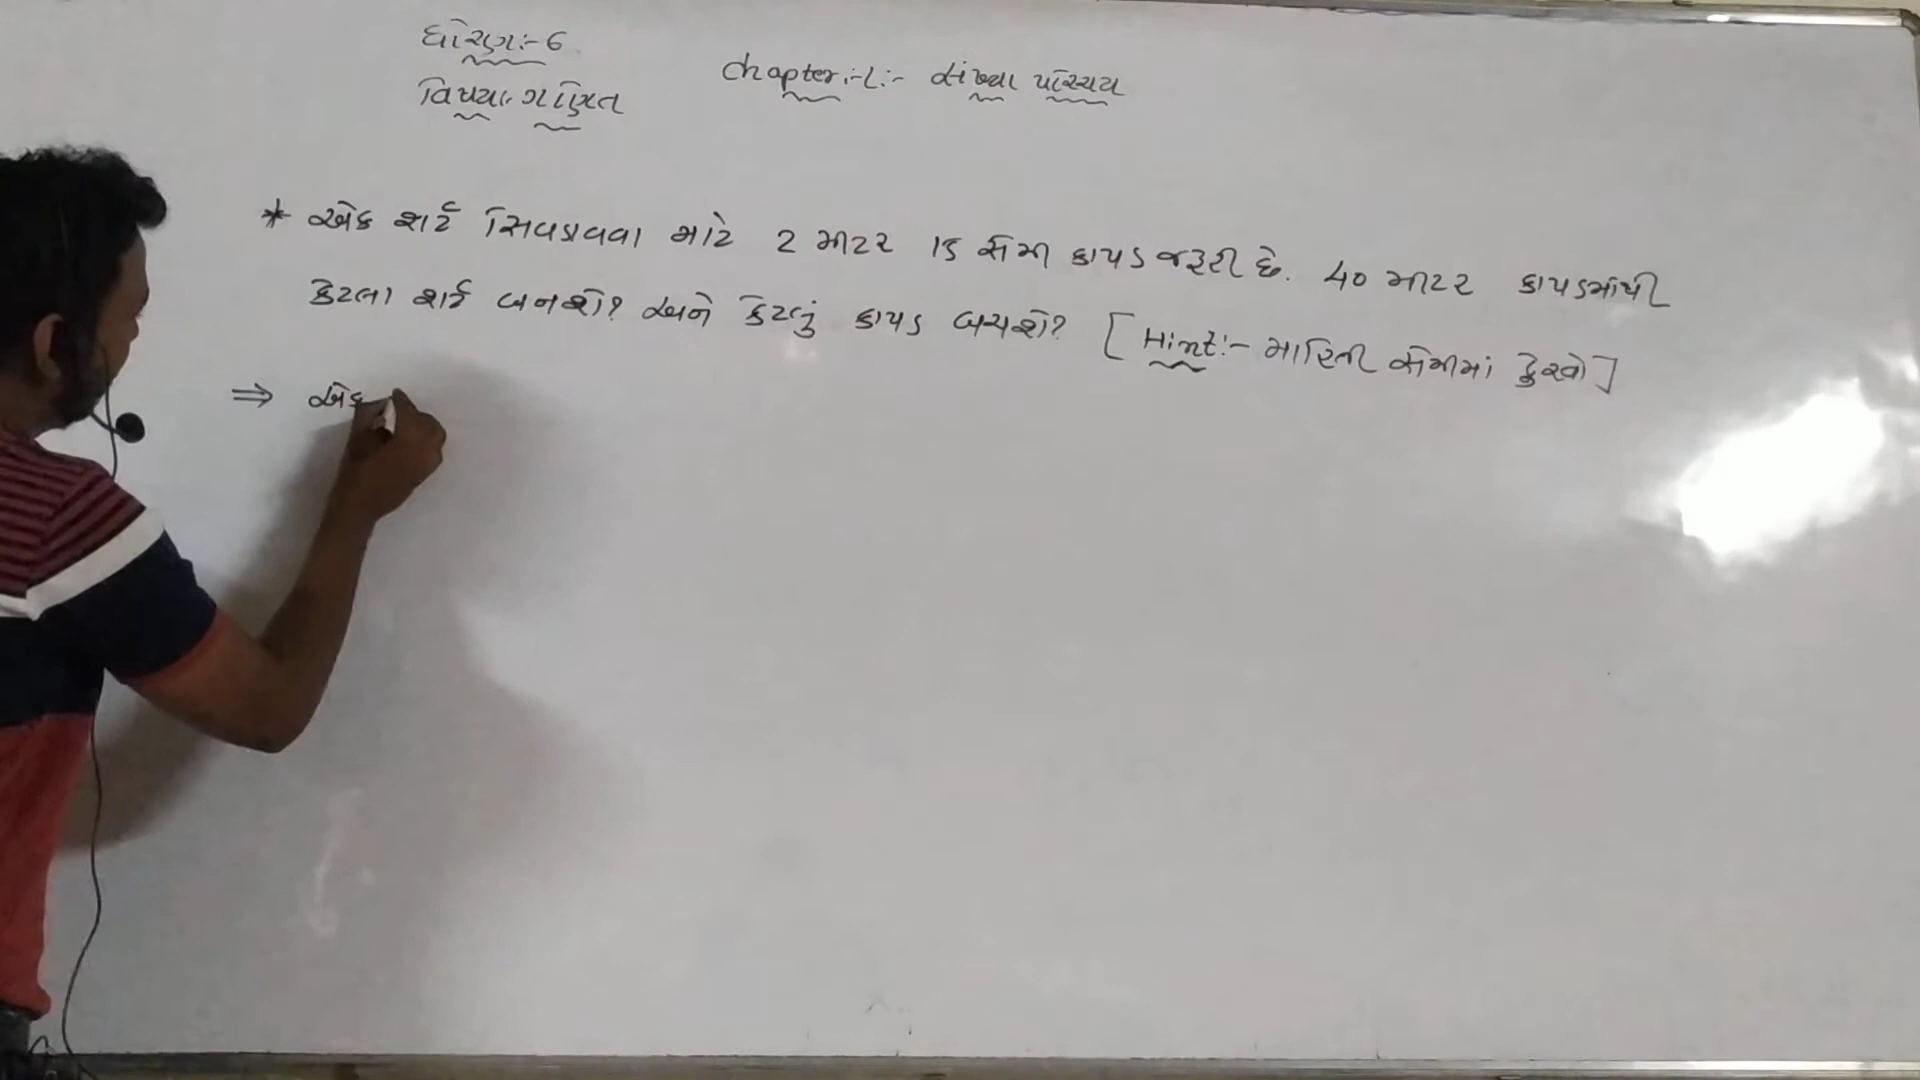 ધોરણ:- 6
વિષય:- ગણિત
chapter:-1:- સંખ્યા પરિચય
* એક શર્ટ સિવડાવવા માટે 2 મીટર 15 સેમી કાપડ જરૂરી છે. 40 મીટર કાપડમાંથી
કેટલા શર્ટ બનશે? અને કેટલું કાપડ બચશે? [Hint:- માહિતી સેમીમાં ફેરવો]
⇒ એક